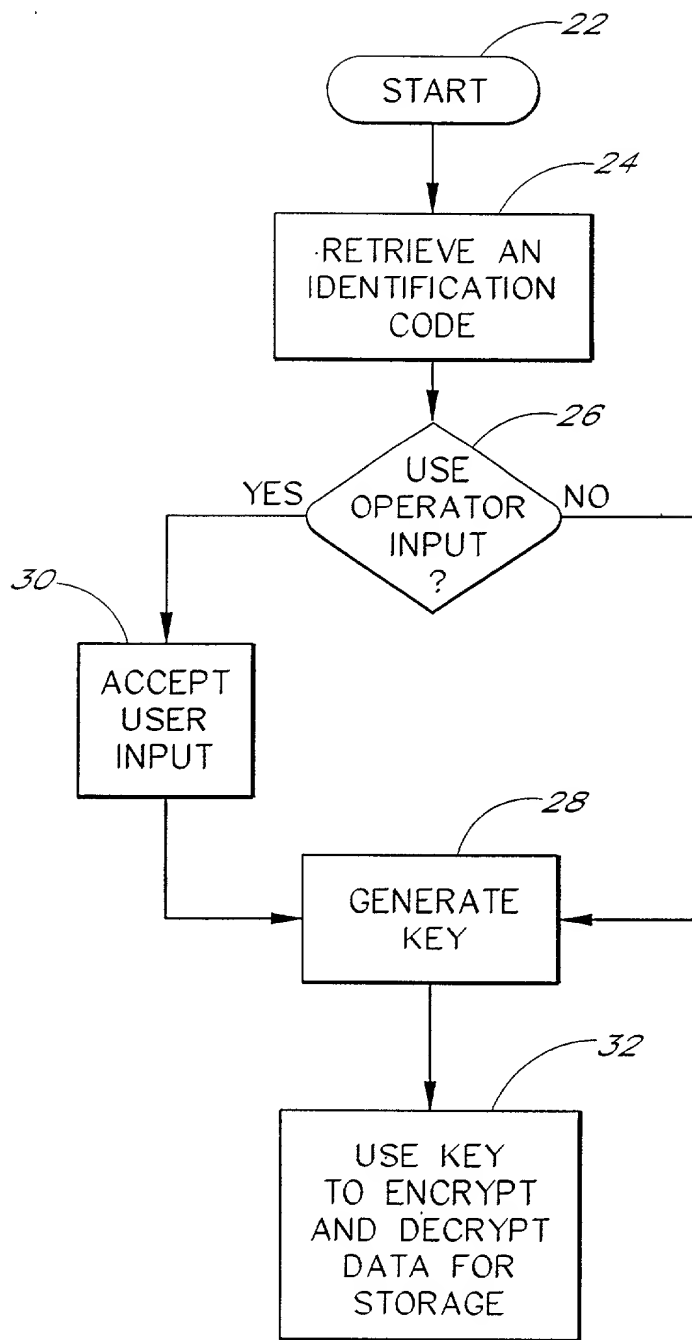 22
START
24
RETRIEVE AN
IDENTIFICATION
CODE
26
USE
OPERATOR
INPUT
?
YES
NO
30
ACCEPT
USER
INPUT
28
GENERATE
KEY
32
USE KEY
TO ENCRYPT
AND DECRYPT
DATA FOR
STORAGE